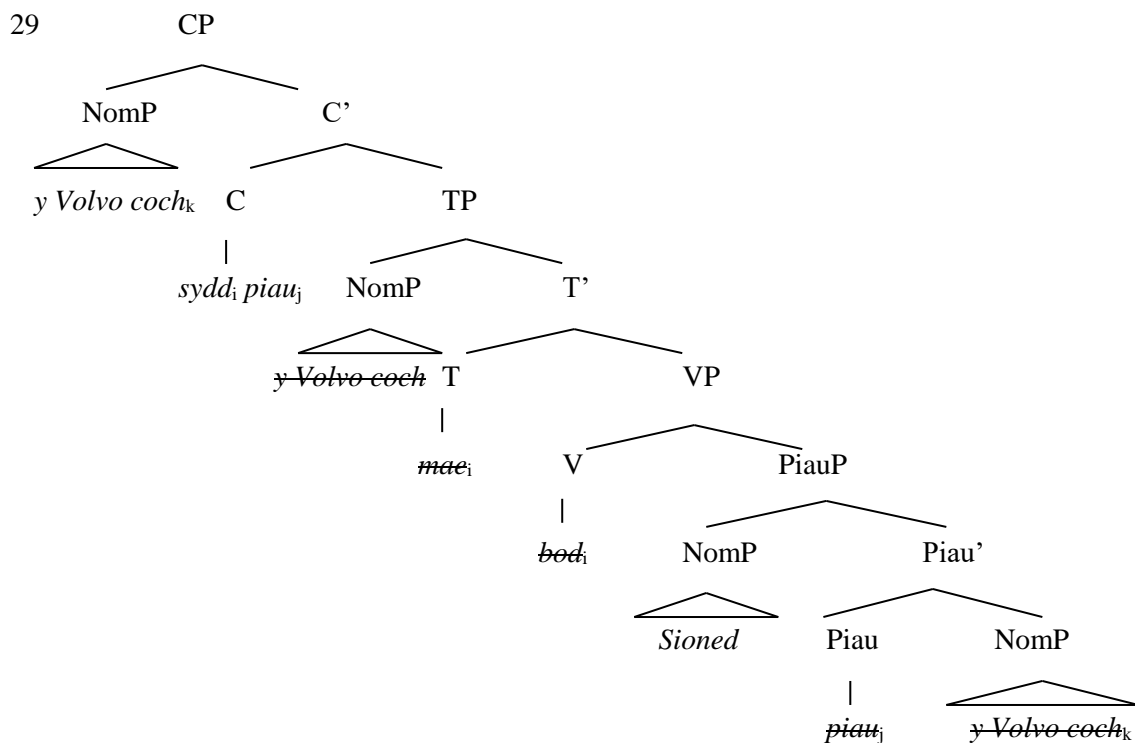 29 CP
NomP C’
y Volvo coch k C TP
|
sydd i piau j NomP T’
y Volvo coch T VP
|
mae i V PiauP
|
bod i NomP Piau’
Sioned Piau NomP
|
piau j y Volvo coch k